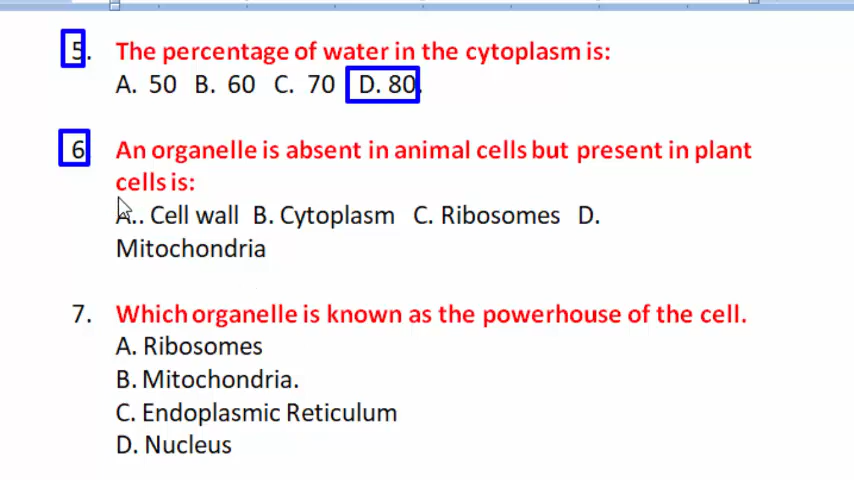 5. The percentage of water in the cytoplasm is:
A. 50 B. 60 C. 70 D. 80.
6 An organelle is absent in animal cells but present in plant
cells is:
A.. Cell wall B. Cytoplasm C. Ribosomes D.
Mitochondria
7. Which organelle is known as the powerhouse of the cell.
A. Ribosomes
B. Mitochondria.
C. Endoplasmic Reticulum
D. Nucleus